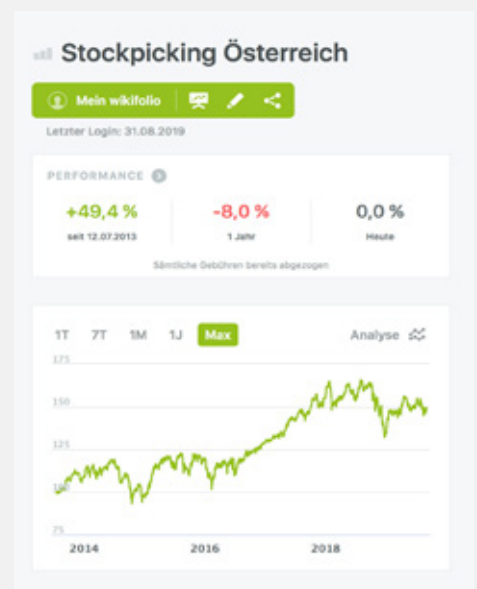 Stockpicking Österreich
Mein wikifolio
Letzter Login: 31.08.2019
PERFORMANCE
+49,4 % -8,0 % 0,0 %
seit 12.07.2013 1 Jahr Heute
Sämtliche Gebühren bereits abgezogen
1T 7T 1M 1J Max Analyse
175
150
125
100
75
2014 2016 2018